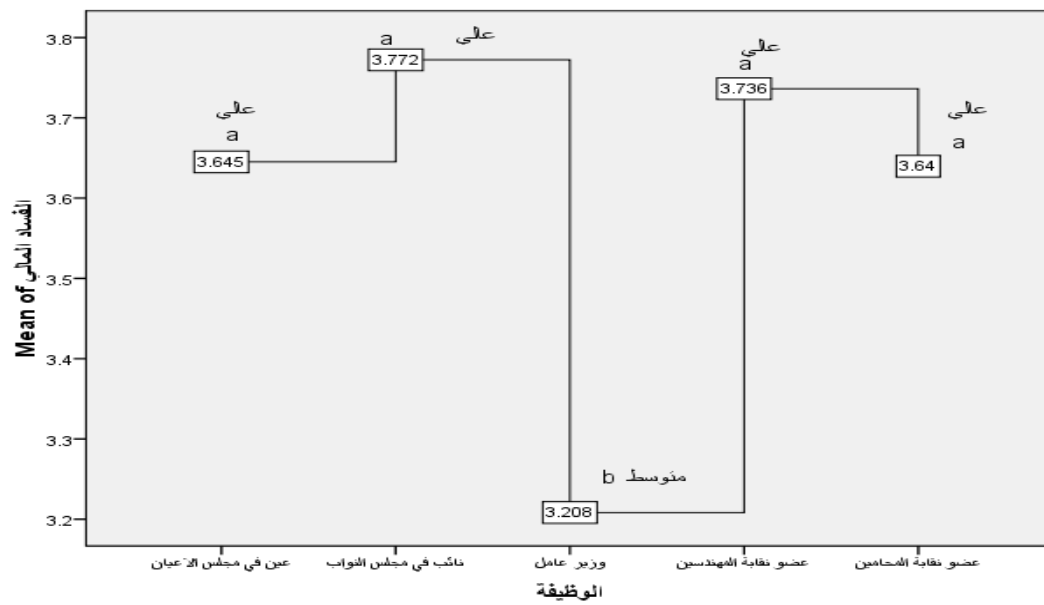 3.8
3.7
3.6
3.5
3.4
3.3
3.2
Mean of الفساد المالي
عالي
a
3.645
a
عالي
3.772
متوسط b
3.208
عالي
a
3.736
عالي
a
3.64
عين في مجلس الاعيان
نائب في مجلس النواب
وزير عامل
عضو نقابة المهندسين
عضو نقابة المحامين
الوظيفة